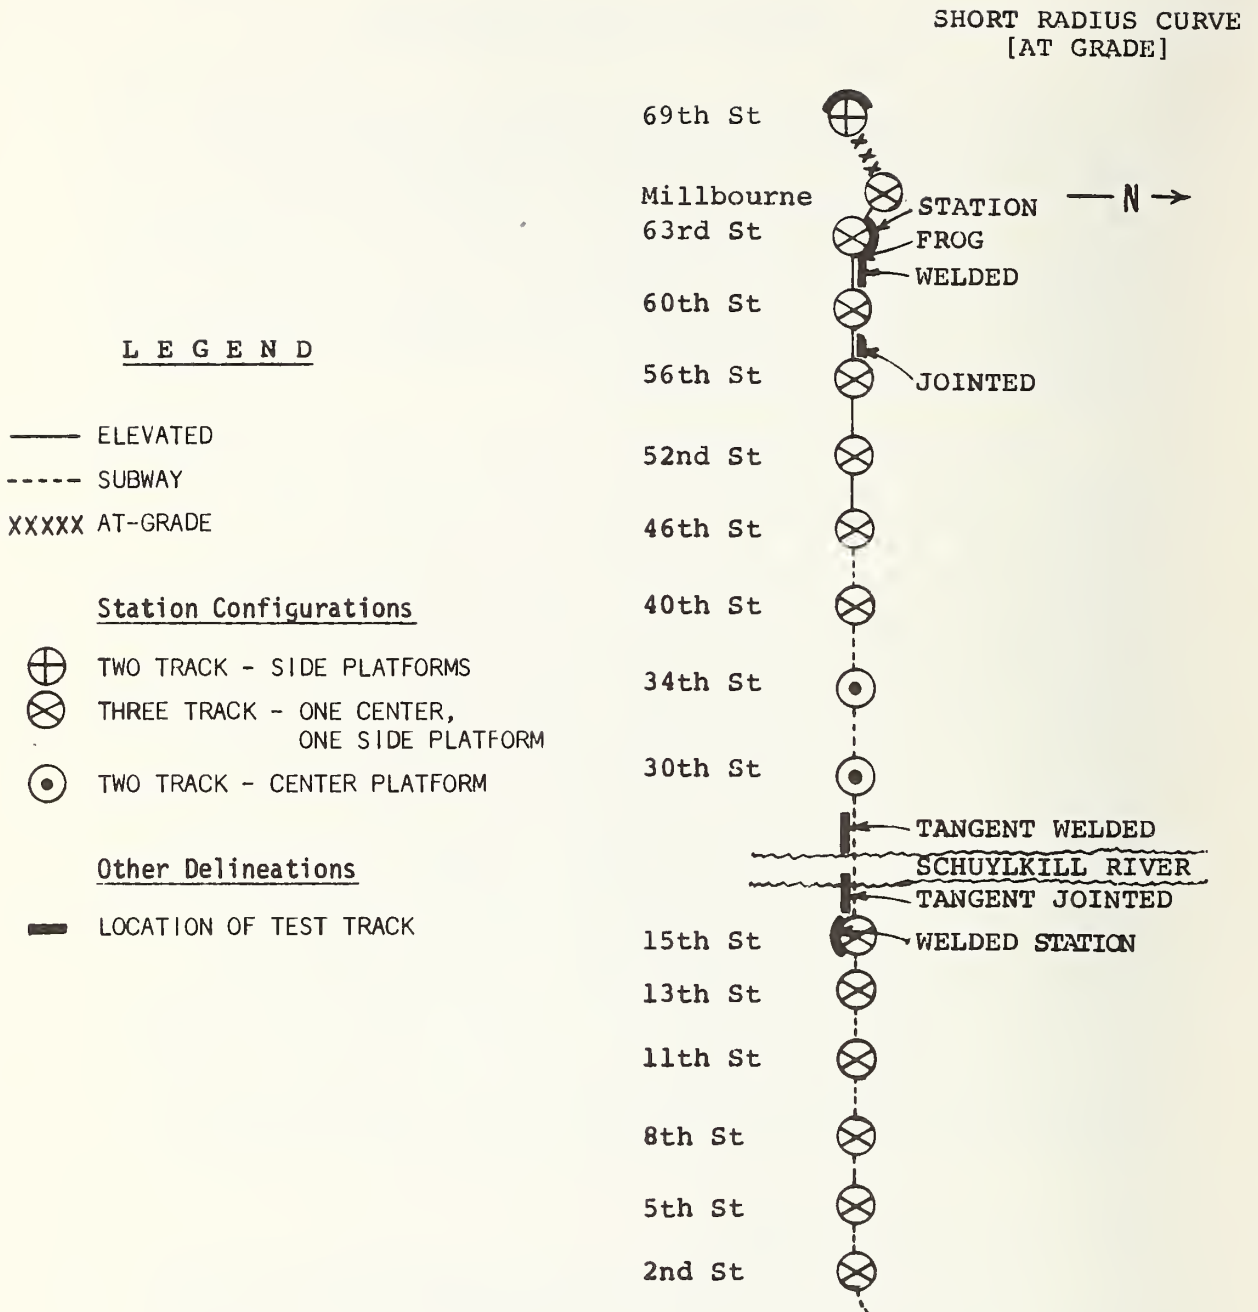 SHORT RADIUS CURVE
[AT GRADE]
69th St
Millbourne
STATION
N
63rd St
FROG
WELDED
60th St
L E G E N D
56th St
JOINTED
ELEVATED
52nd St
SUBWAY
XXXXX AT-GRADE
46th St
Station Configurations
40th St
TWO TRACK - SIDE PLATFORMS
34th St
THREE TRACK - ONE CENTER,
ONE SIDE PLATFORM
30th St
TWO TRACK - CENTER PLATFORM
TANGENT WELDED
Other Delineations
SCHUYLKILL RIVER
TANGENT JOINTED
LOCATION OF TEST TRACK
15th St
WELDED STATION
13th St
11th St
8th St
5th St
2nd St